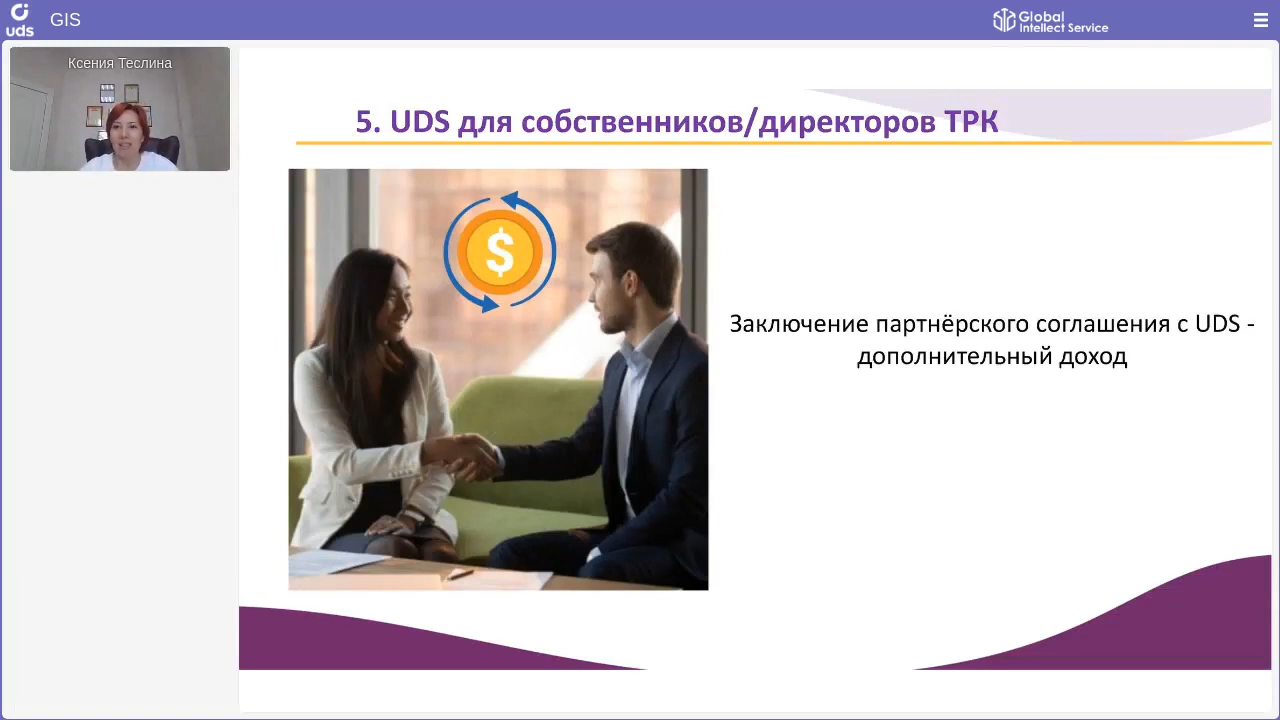 uds
GIS
Global
Intellect Service
Ксения Теслина
5. UDS для собственников/директоров ТРК
$
Заключение партнёрского соглашения с UDS -
дополнительный доход